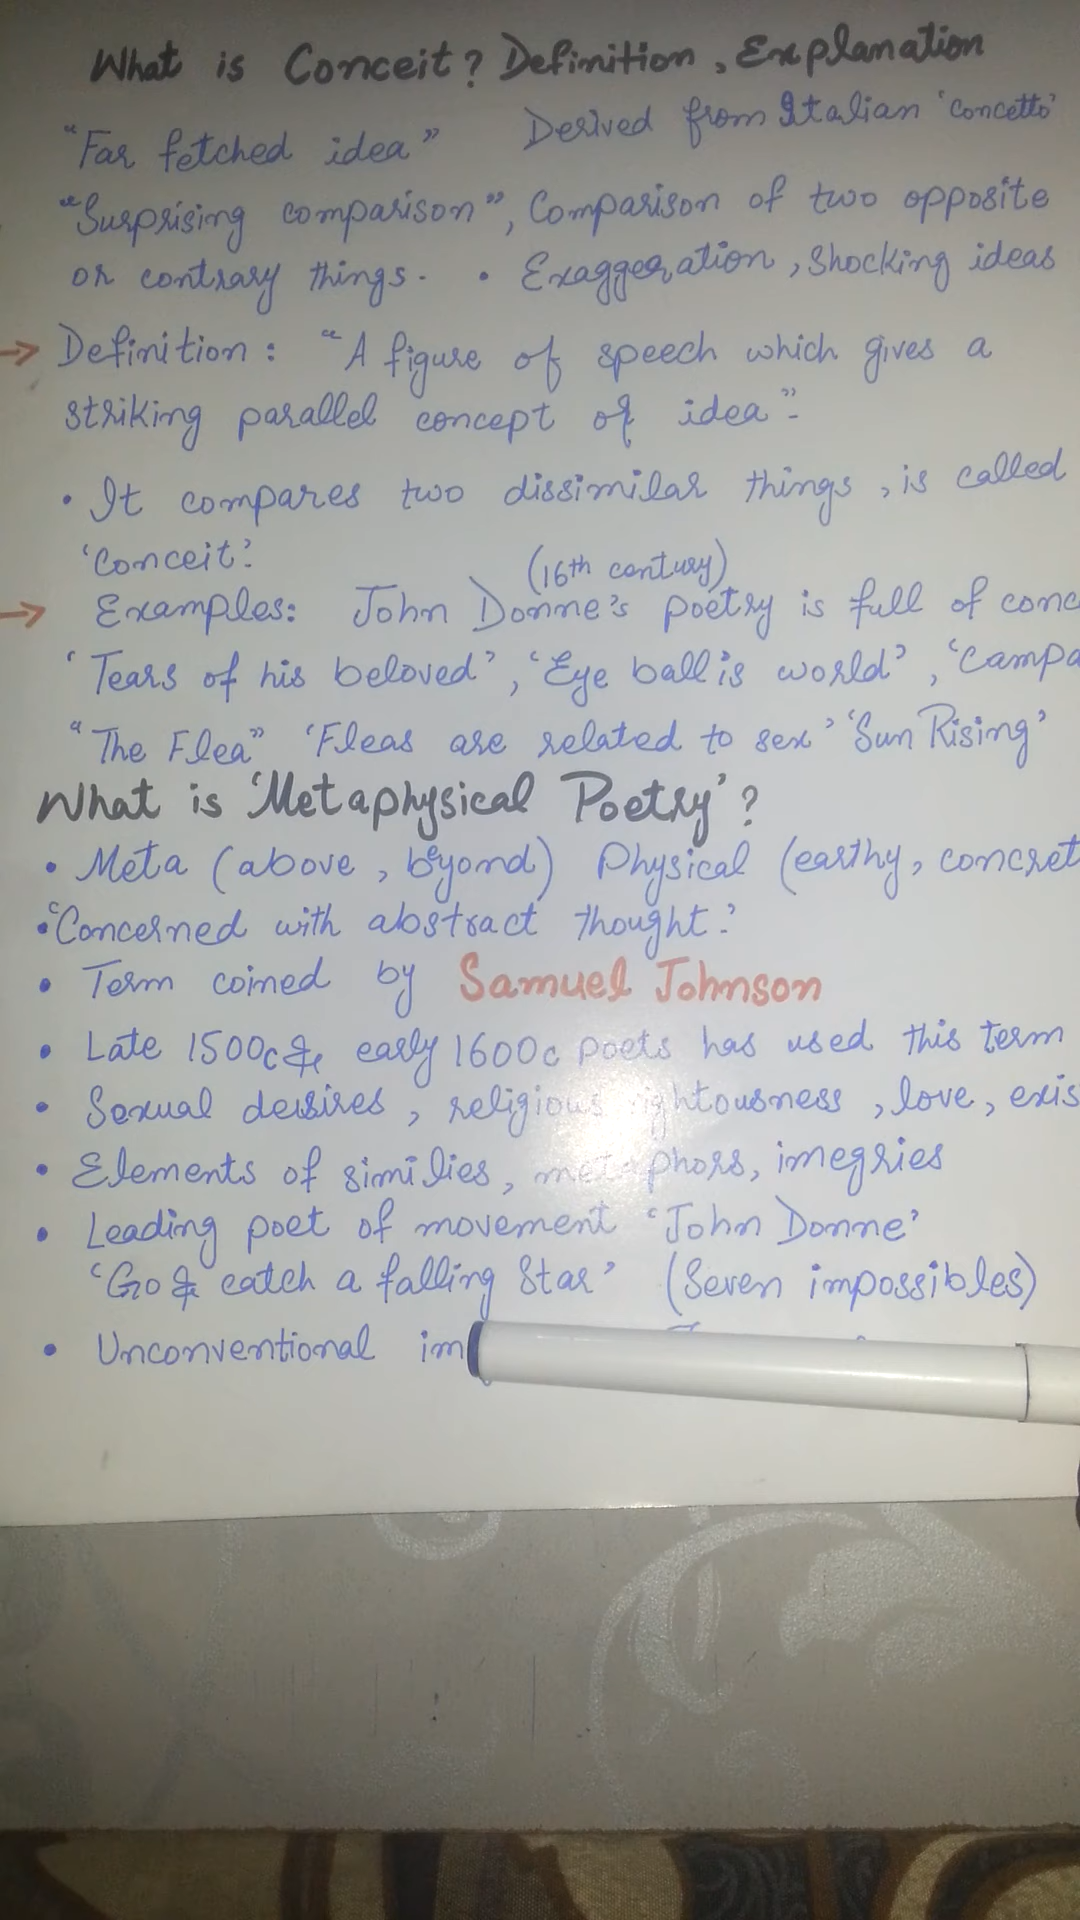 What is Conceit? Definition, Explanation
"Far fetched idea" Derived from Italian 'concetto'
"Surprising comparison", Comparison of two opposite
or contrary things. • Exaggeration, Shocking ideas
→ Definition: "A figure of speech which gives a
striking parallel concept of idea".
• It compares two dissimilar things, is called
'Conceit'.
(16th century)
→ Examples: John Donne's poetry is full of conc
'Tears of his beloved', 'Eye ball is world', 'Campa
"The Flea" 'Fleas are related to sex' 'Sun Rising'
What is 'Metaphysical Poetry'?
• Meta (above, beyond) Physical (earthy, concret
• 'Concerned with abstract thought.'
• Term coined by Samuel Johnson
• Late 1500c & early 1600c poets has used this term
• Sexual desires, religious rightousness, love, exis
• Elements of similies, metaphors, imegries
• Leading poet of movement 'John Donne'
'Go & catch a falling Star' (Seven impossibles)
• Unconventional im